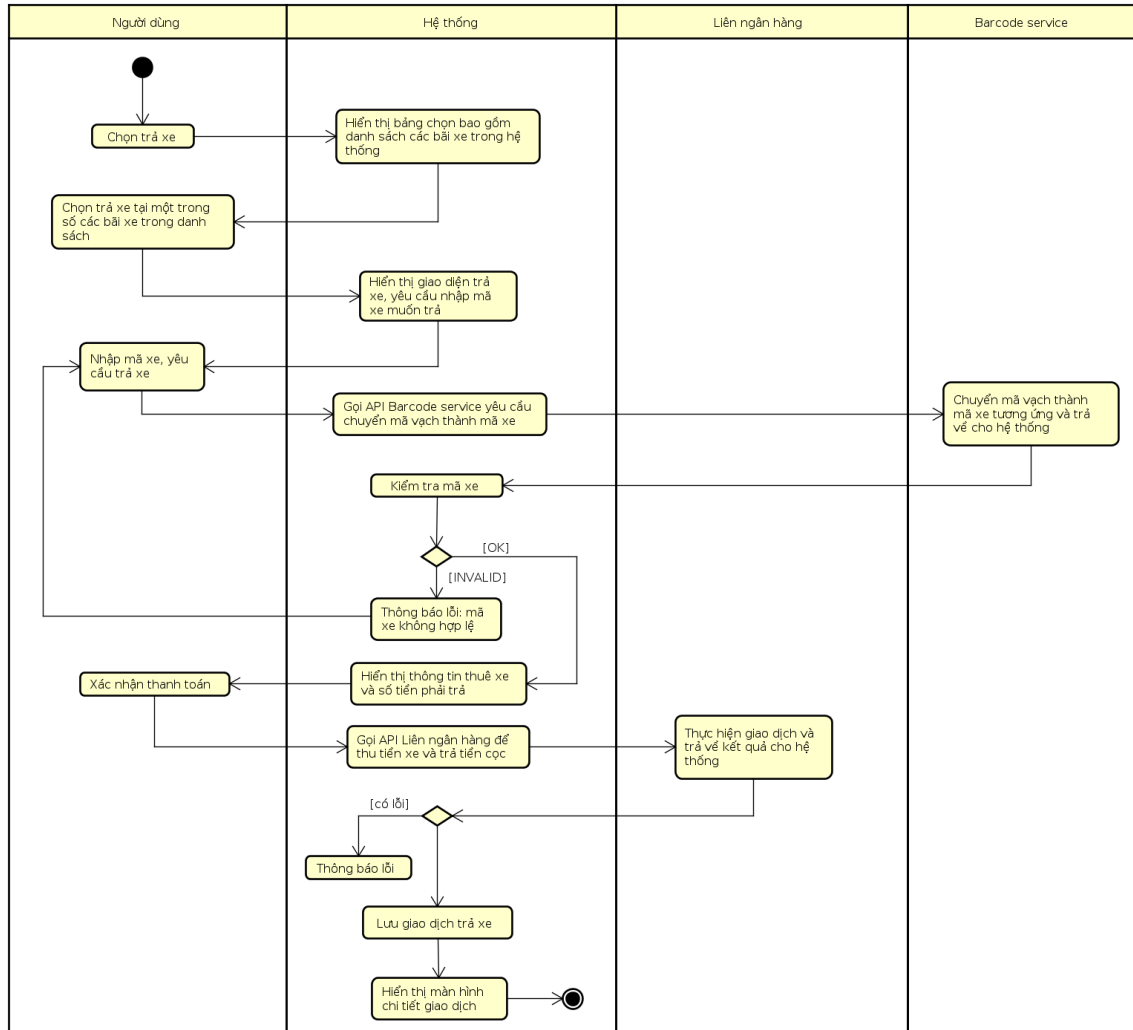 Người dùng
Hệ thống
Liên ngân hàng
Barcode service
Chọn trả xe
Hiển thị bảng chọn bao gồm
danh sách các bãi xe trong hệ
thống
Chọn trả xe tại một trong
số các bãi xe trong danh
sách
Hiển thị giao diện trả
xe, yêu cầu nhập mã
xe muốn trả
Nhập mã xe, yêu
cầu trả xe
Gọi API Barcode service yêu cầu
chuyển mã vạch thành mã xe
Chuyển mã vạch thành
mã xe tương ứng và trả
về cho hệ thống
Kiểm tra mã xe
[OK]
[INVALID]
Thông báo lỗi: mã
xe không hợp lệ
Hiển thị thông tin thuê xe
và số tiền phải trả
Xác nhận thanh toán
Gọi API Liên ngân hàng để
thu tiền xe và trả tiền cọc
Thực hiện giao dịch và
trả về kết quả cho hệ
thống
[có lỗi]
Thông báo lỗi
Lưu giao dịch trả xe
Hiển thị màn hình
chi tiết giao dịch